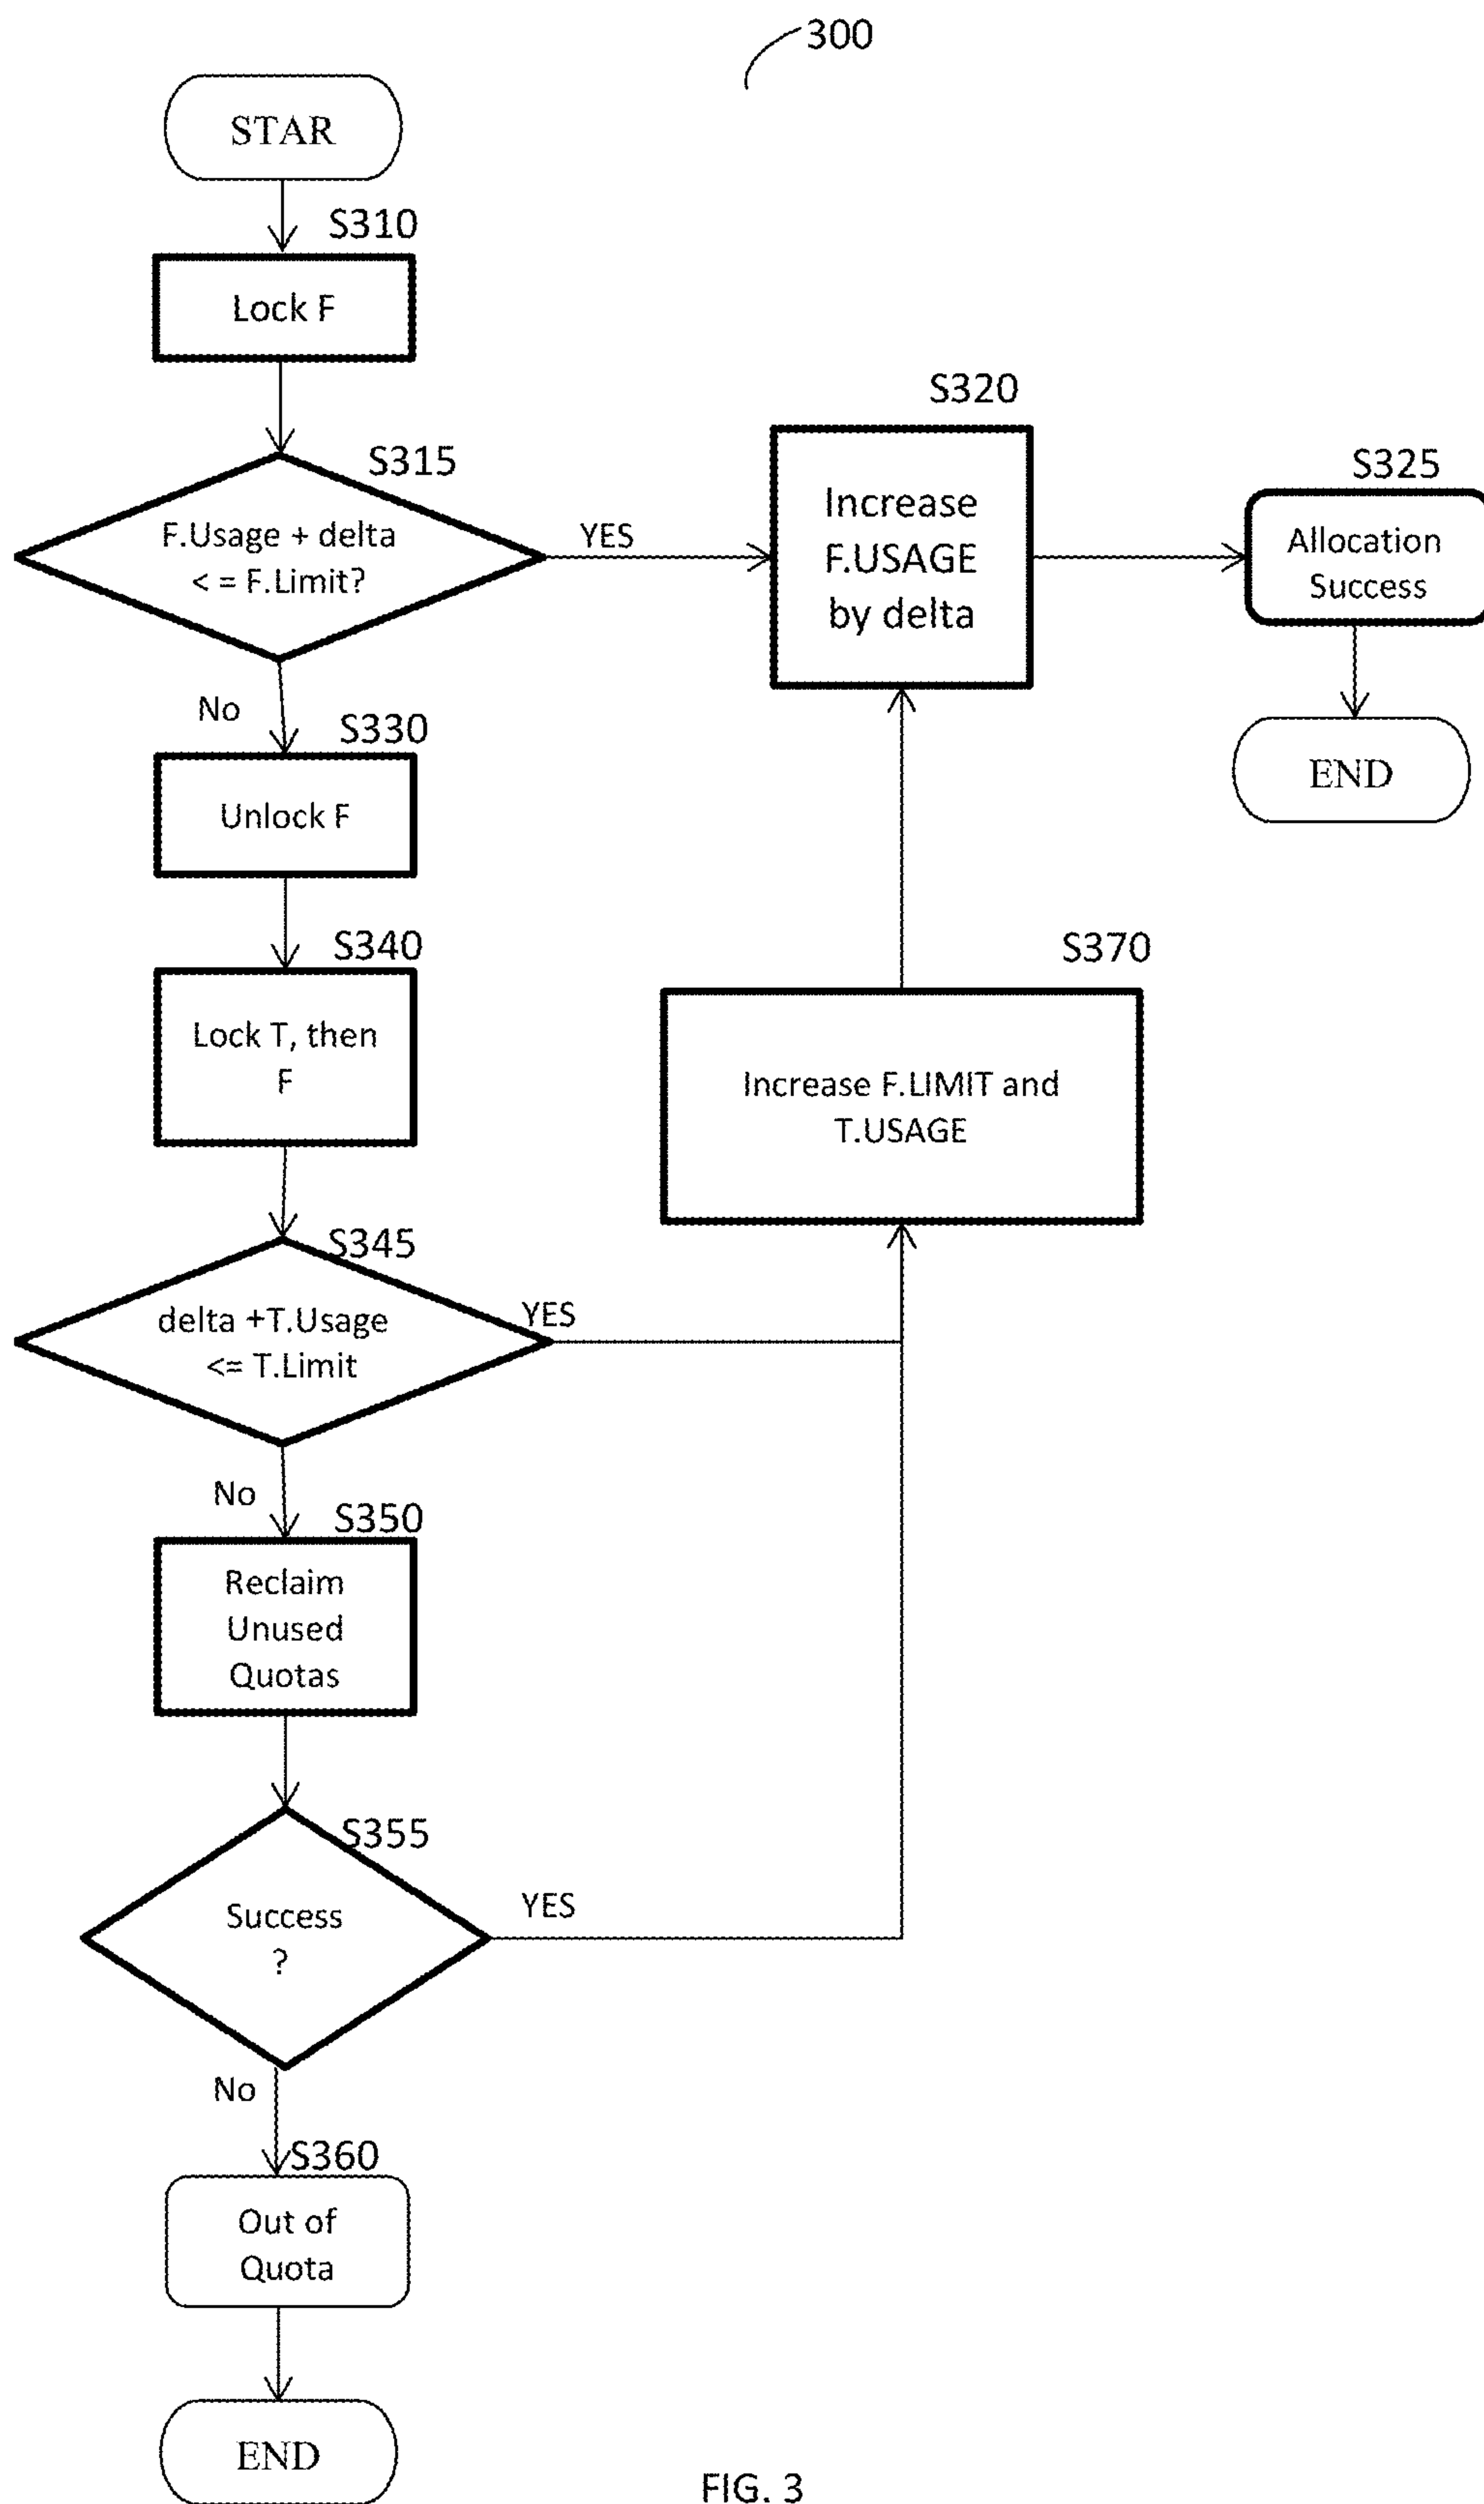 300
STAR
S310
Lock F
S315
F.Usage + delta
< = F.Limit?
YES
S320
Increase
F.USAGE
by delta
S325
Allocation
Success
END
No
S330
Unlock F
S340
Lock T, then
F
S370
Increase F.LIMIT and
T.USAGE
S345
delta +T.Usage
<= T.Limit
YES
No
S350
Reclaim
Unused
Quotas
S355
Success
?
YES
No
S360
Out of
Quota
END
FIG. 3